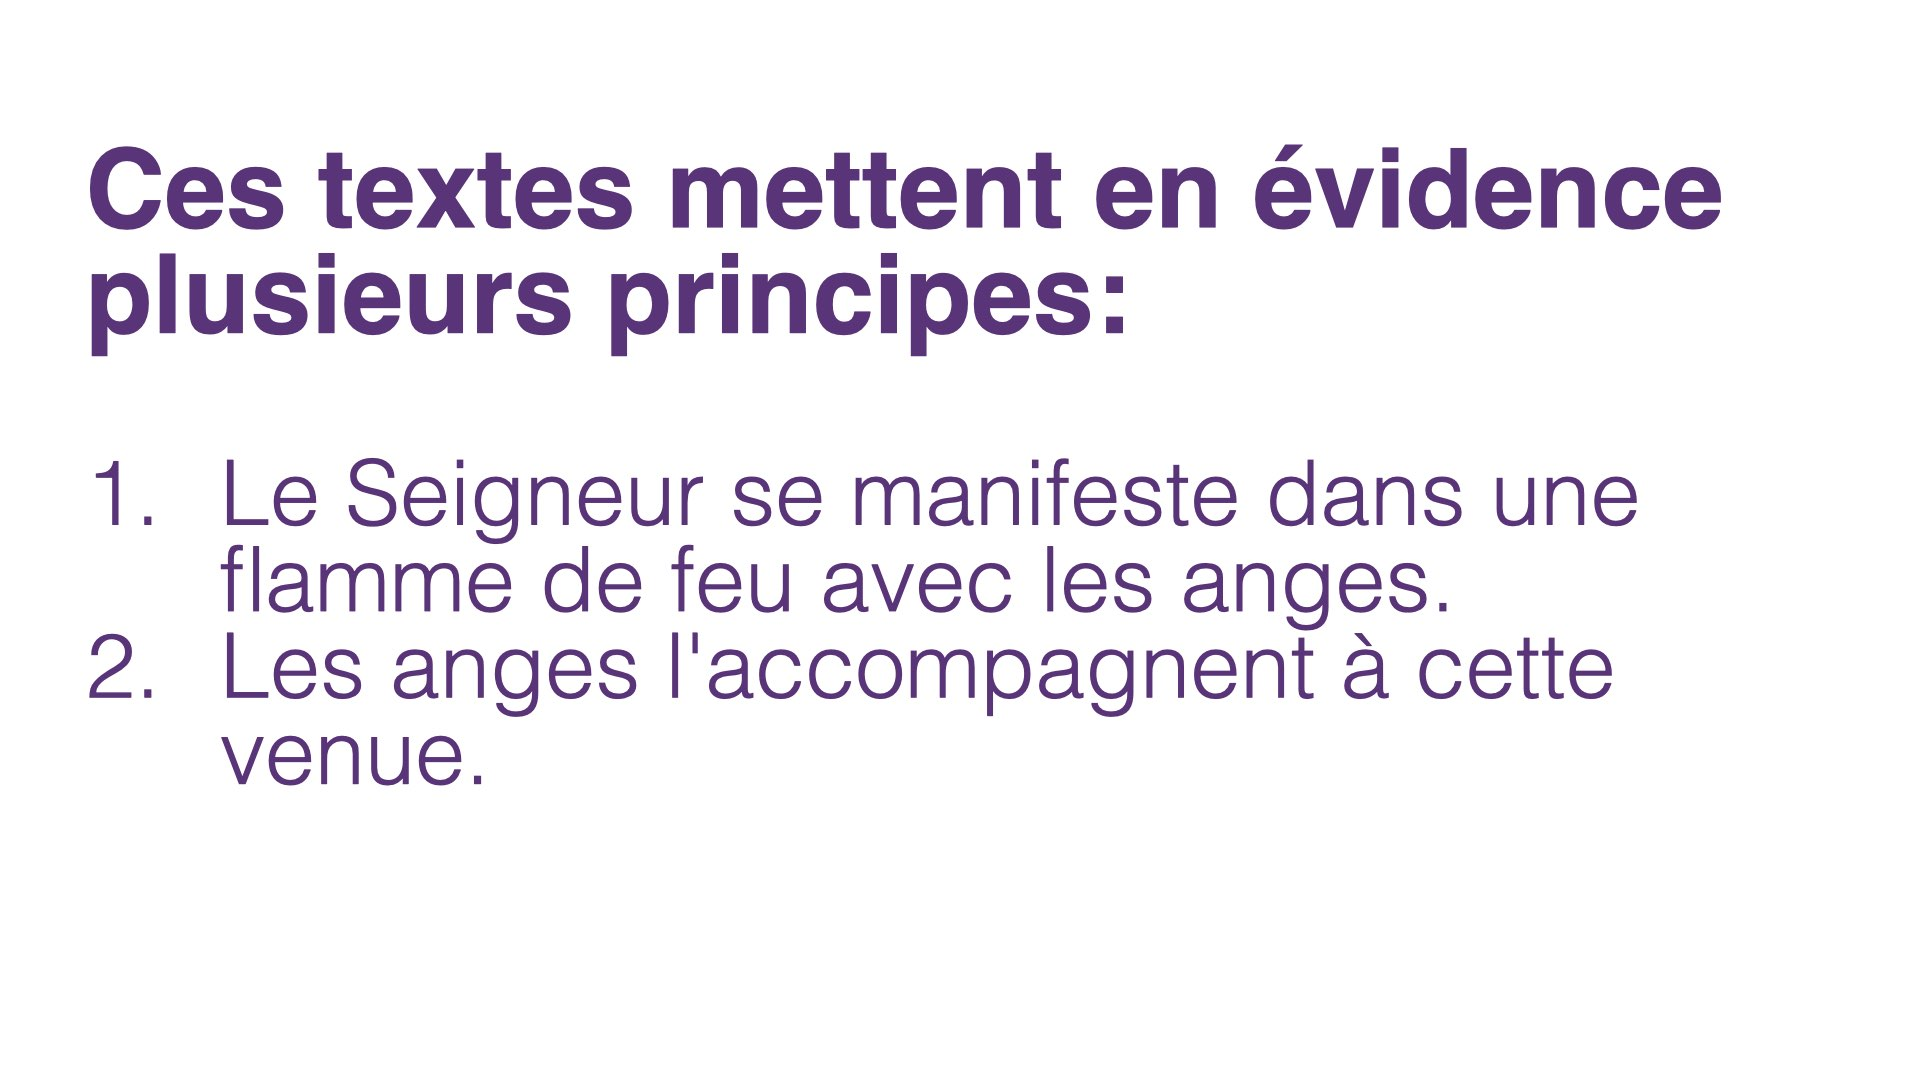 Ces textes mettent en évidence
plusieurs principes:
1. Le Seigneur se manifeste dans une
flamme de feu avec les anges.
2. Les anges l'accompagnent à cette
venue.